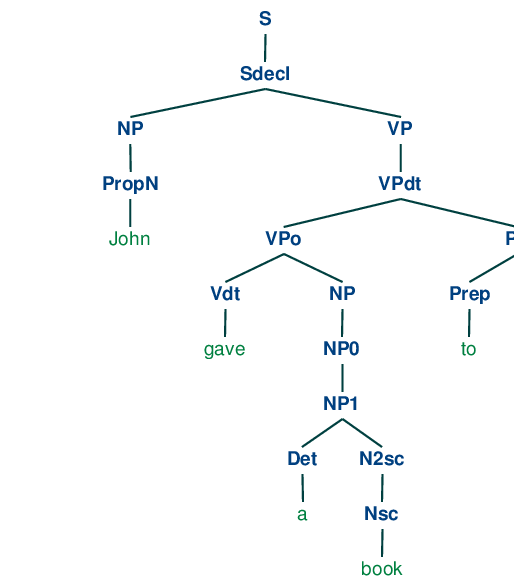 S
Sdecl
NP VP
PropN VPdt
John VPo P
Vdt NP Prep
gave NP0 to
NP1
Det N2sc
a Nsc
book